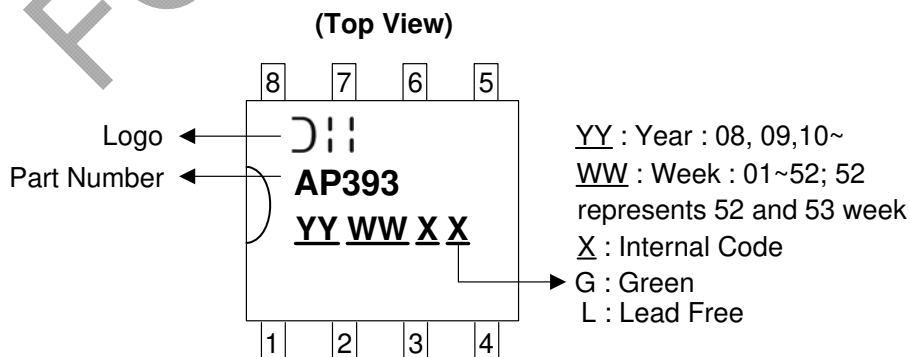 (Top View)
8 7 6 5
Logo
Part Number
AP393
YY WW X X
1 2 3 4
YY : Year : 08, 09,10~
WW : Week : 01~52; 52
represents 52 and 53 week
X : Internal Code
G : Green
L : Lead Free